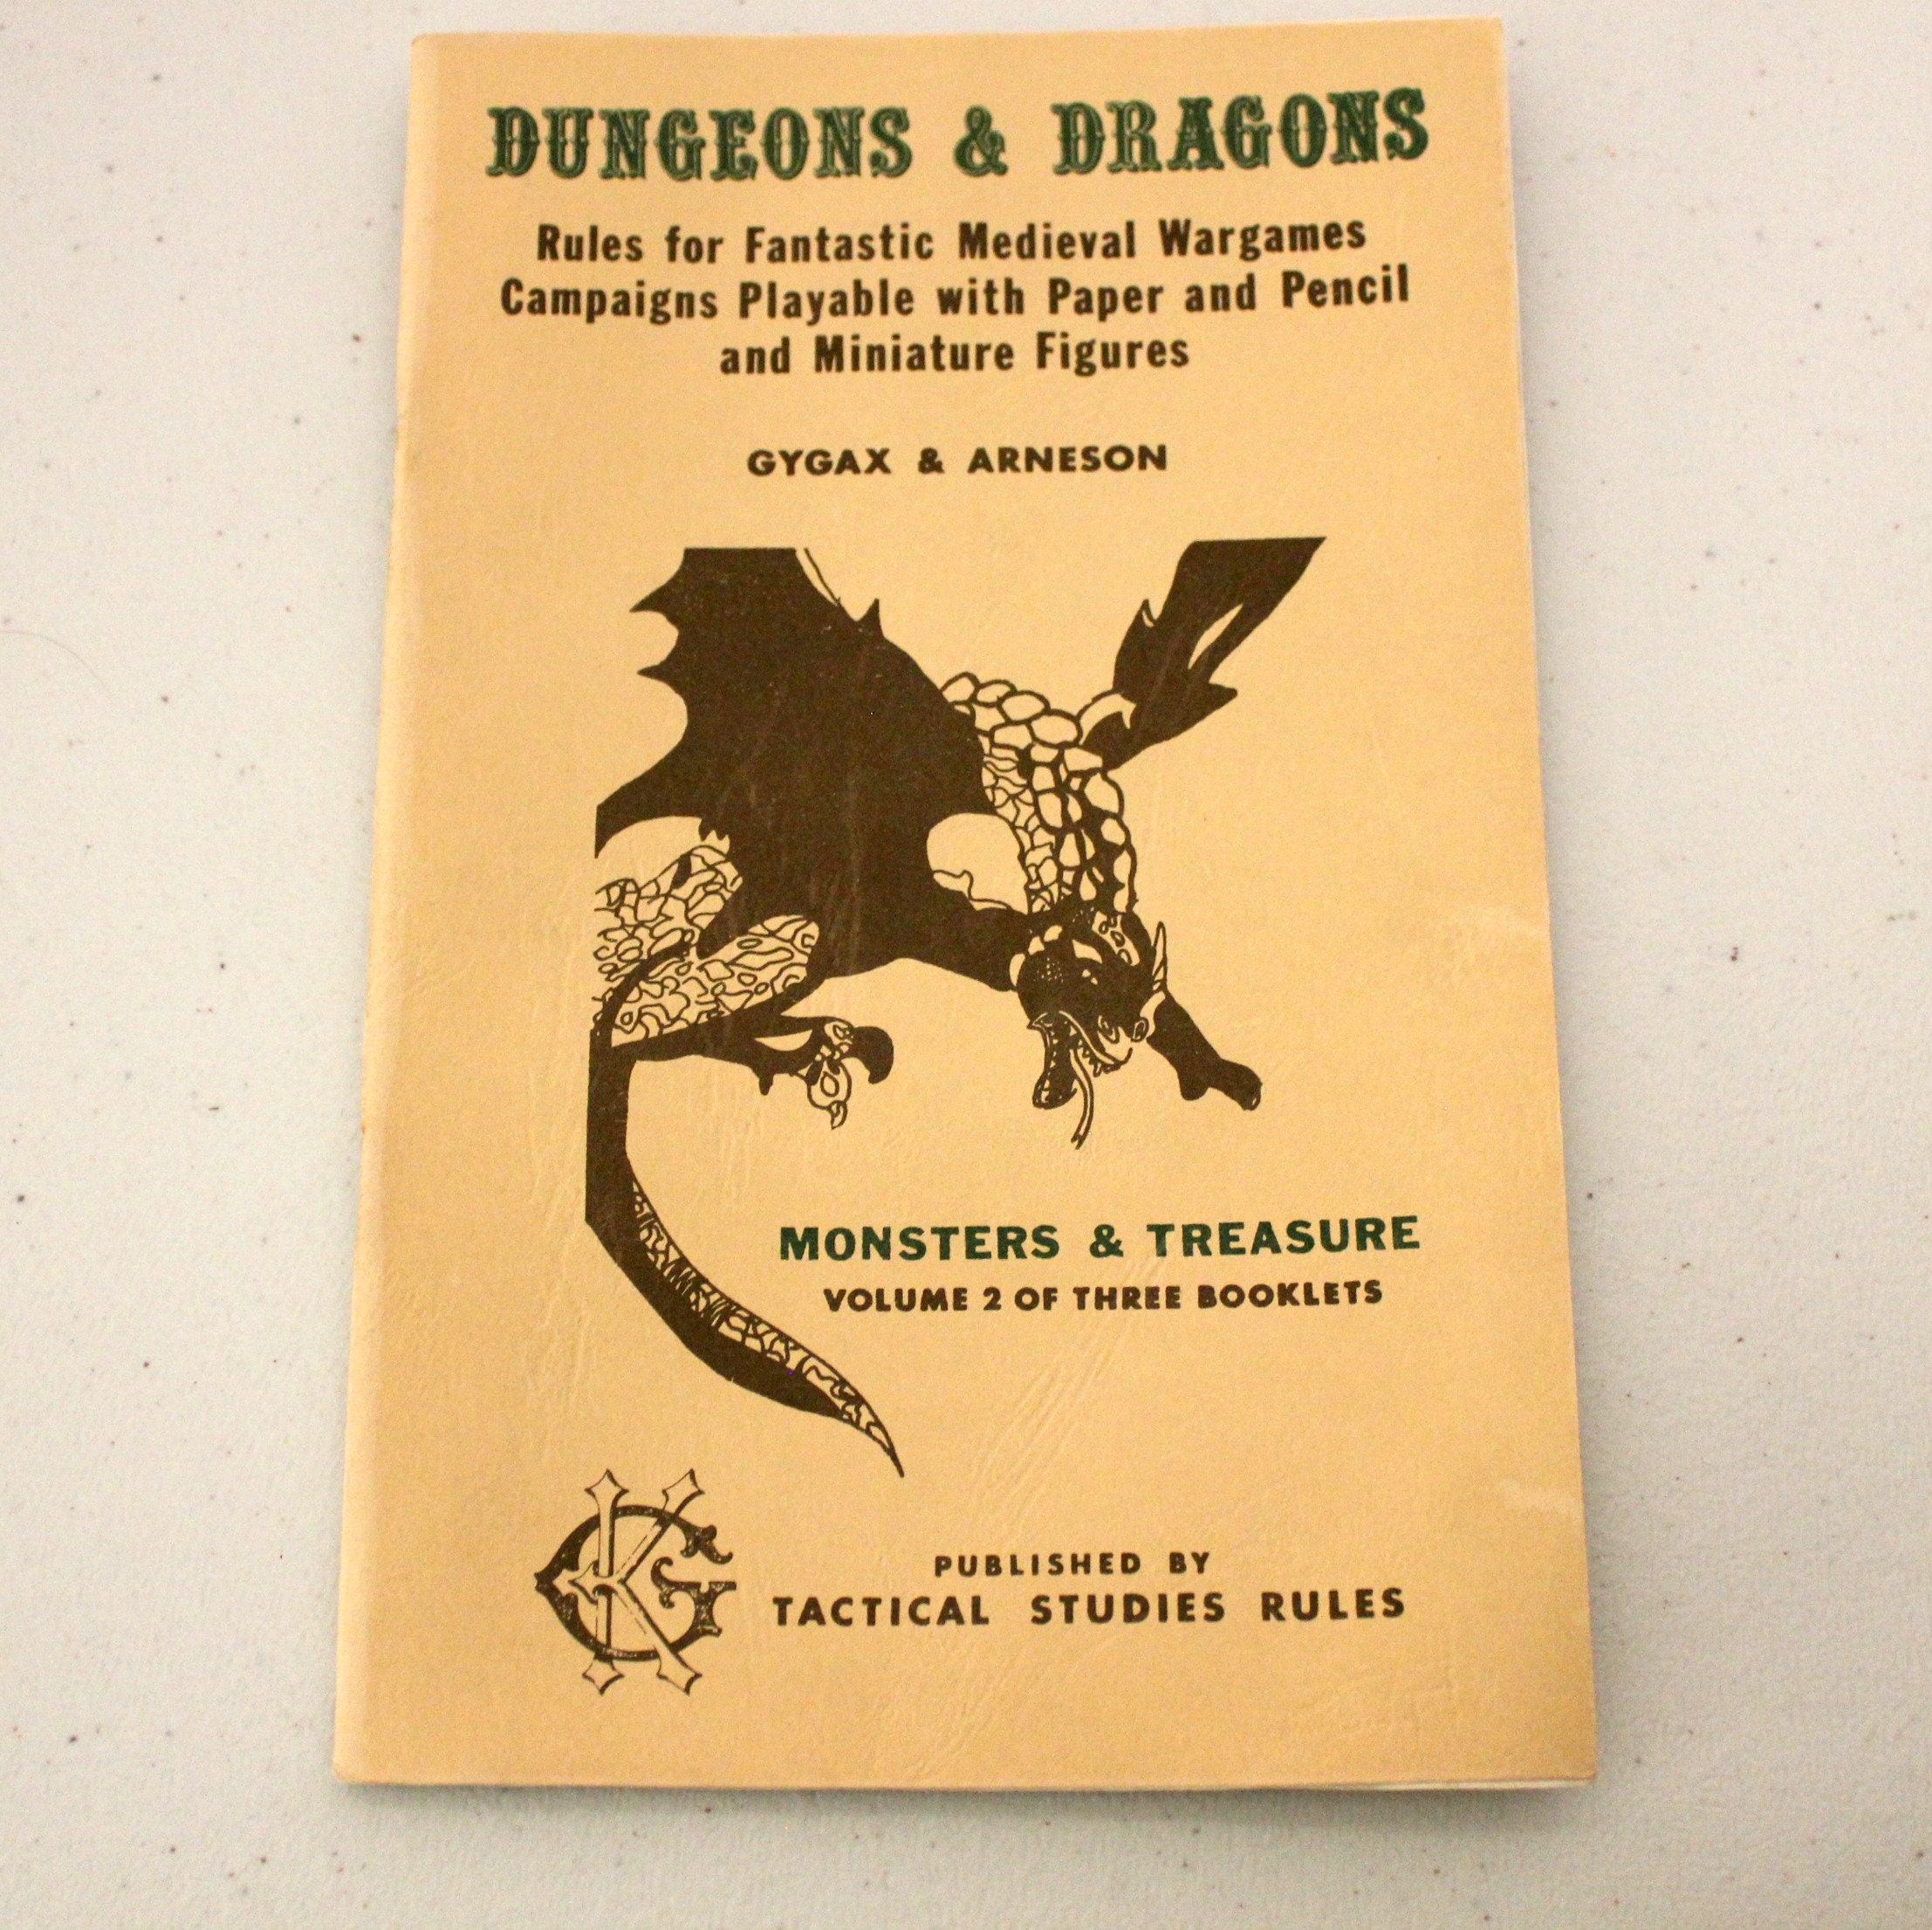 DUNGEONS & DRAGONS
Rules for Fantastic Medieval Wargames
Campaigns Playable with Paper and Pencil
and Miniature Figures
GYGAX & ARNESON
MONSTERS & TREASURE
VOLUME 2 OF THREE BOOKLETS
GK
PUBLISHED BY
TACTICAL STUDIES RULES